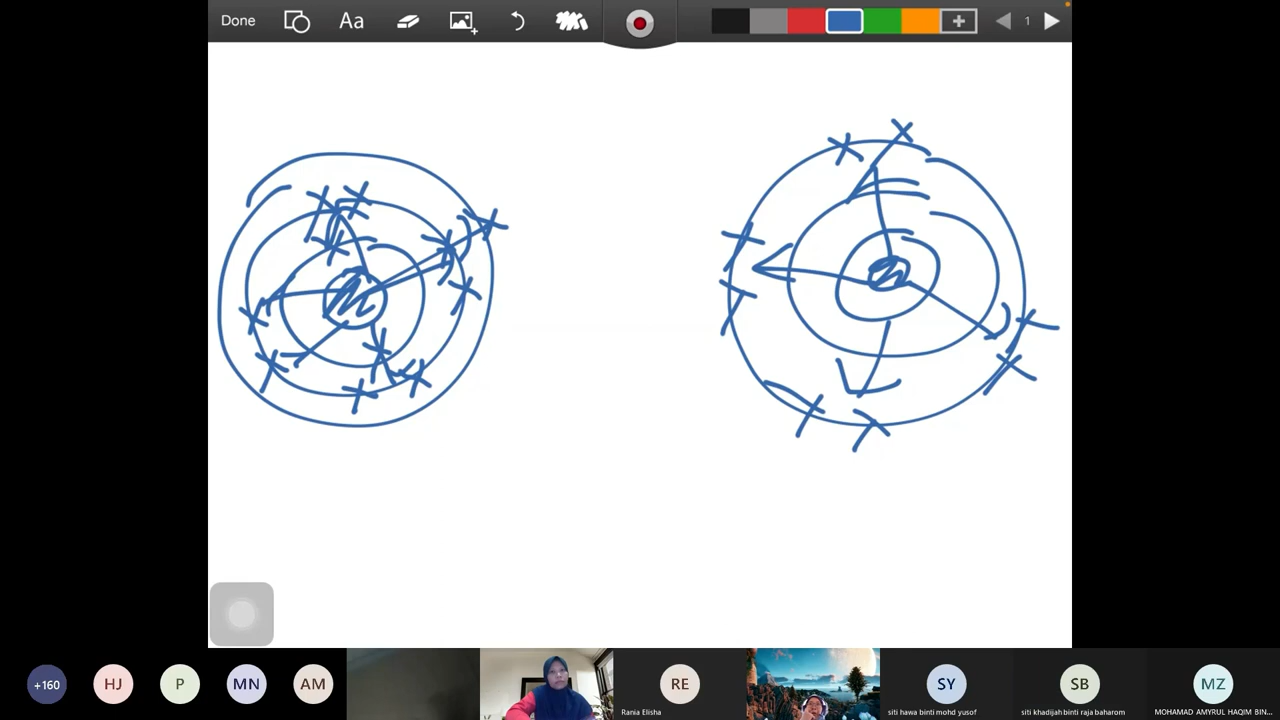 Done Aa 1
+160 HJ P MN AM RE SY SB MZ
Rania Elisha siti hawa binti mohd yusof siti khadijah binti raja baharom MOHAMAD AMYRUL HAQIM BIN...